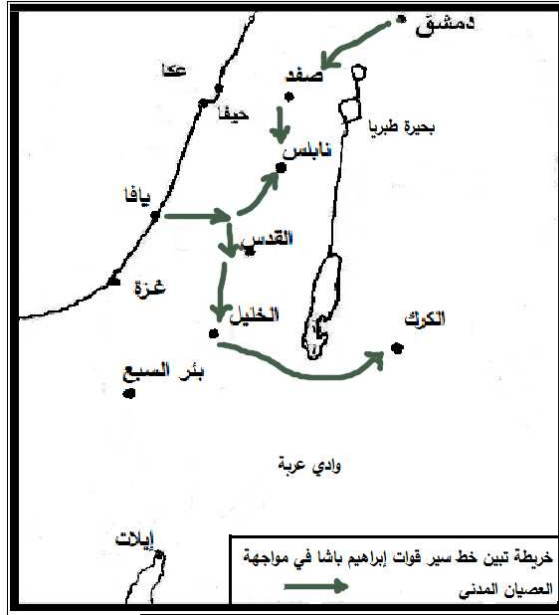 دمشق
عكا
صفد
حيفا
بحيرة طبريا
نابلس
يافا
القدس
غزة
الخليل
الكرك
بئر السبع
وادي عربة
إيلات
خريطة تبين خط سير قوات إبراهيم باشا في مواجهة
العصيان المدني